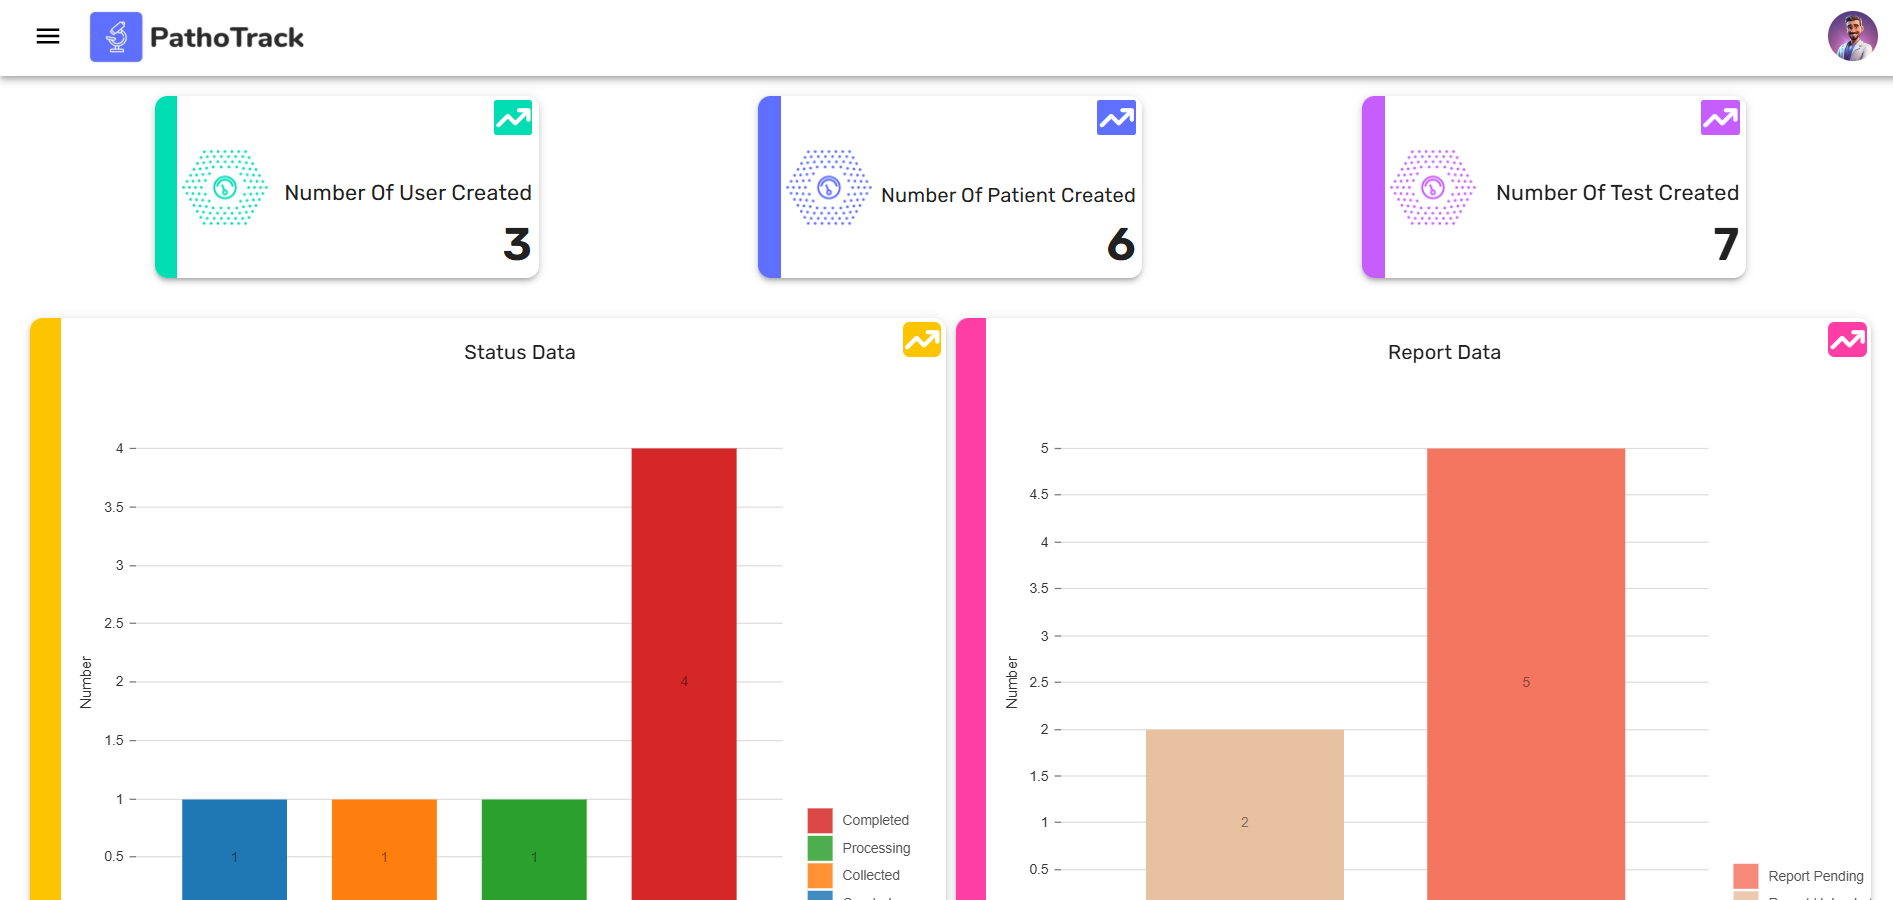 PathoTrack
Number Of User Created
3
Number Of Patient Created
6
Number Of Test Created
7
Status Data
4
3.5
3
2.5
2
1.5
1
0.5
Number
1
1
1
4
Completed
Processing
Collected
Report Data
5
4.5
4
3.5
3
2.5
2
1.5
1
0.5
Number
2
5
Report Pending